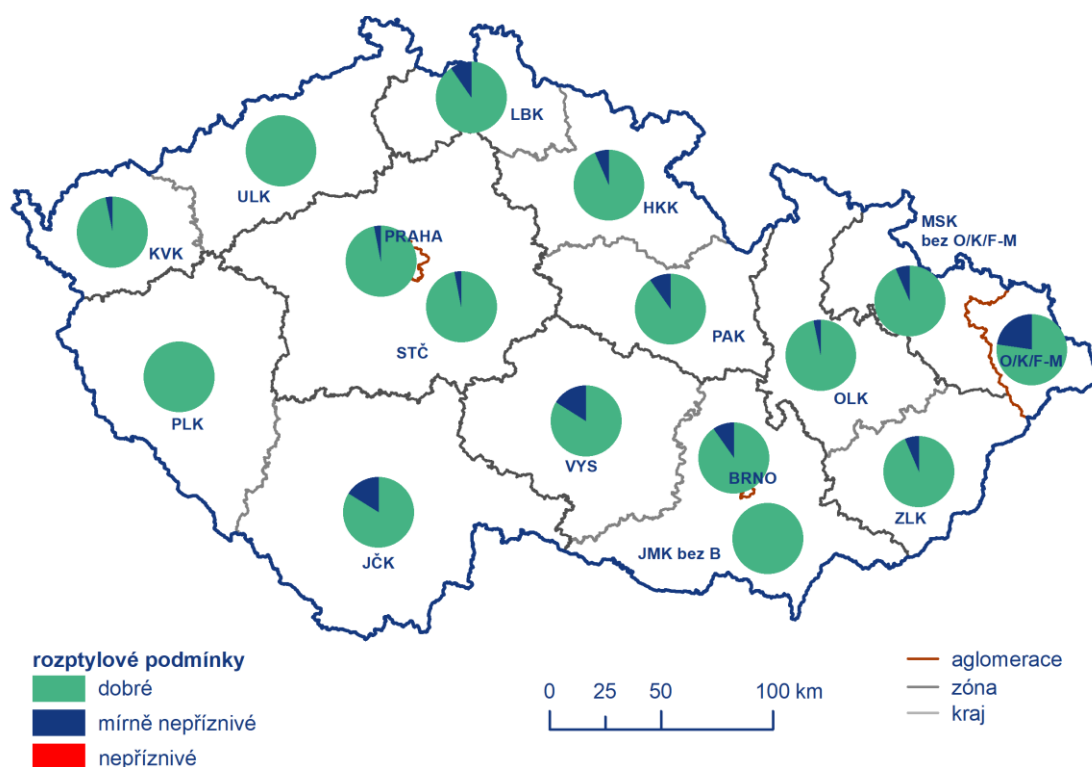 LBK
ULK
HKK
MSK
bez O/K/F-M
KVK
PRAHA
STČ
PAK
O/K/F-M
OLK
PLK
VYS
BRNO
ZLK
JČK
JMK bez B
rozptylové podmínky
dobré
mírně nepříznivé
nepříznivé
0 25 50 100 km
aglomerace
zóna
kraj